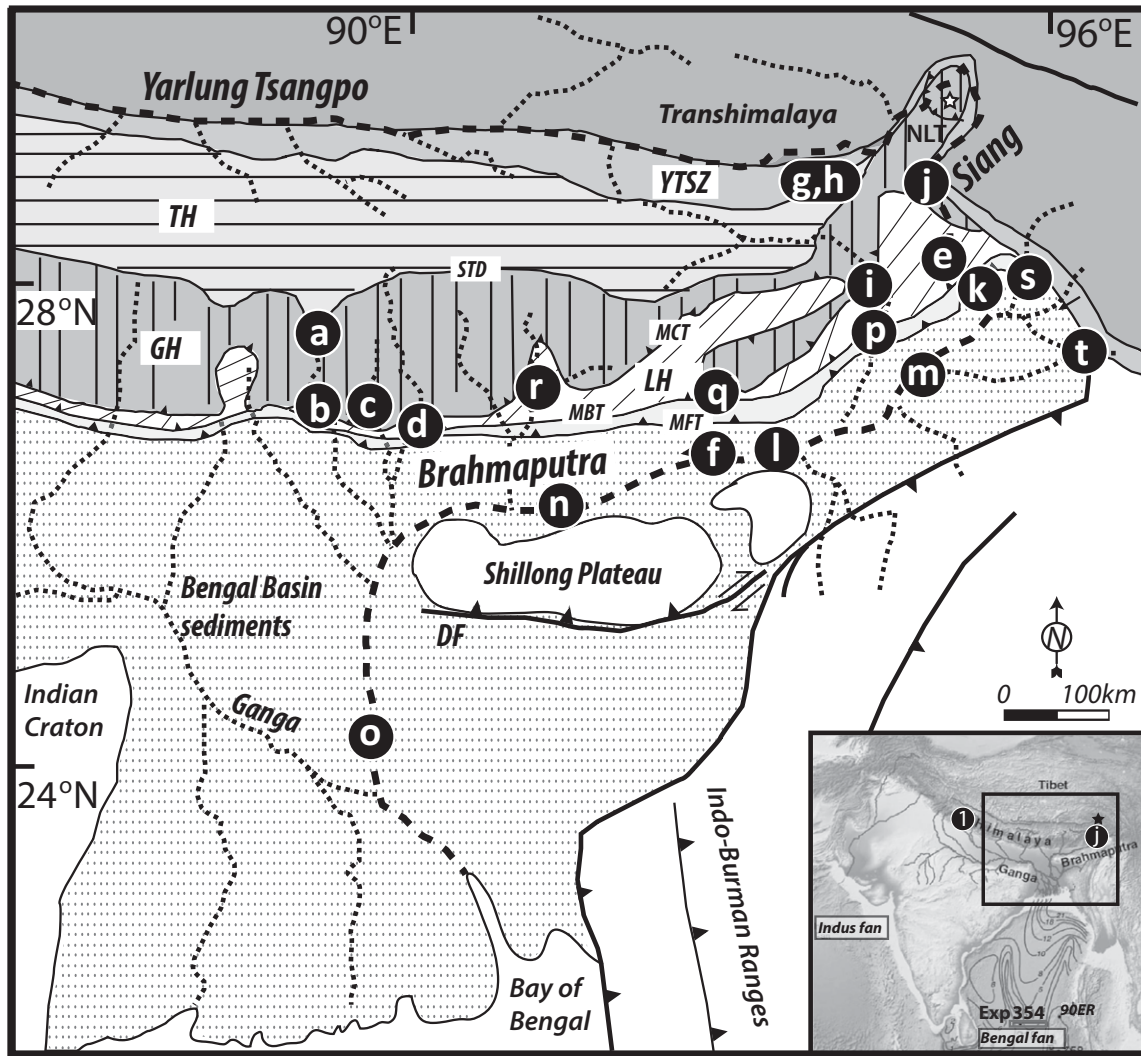 90°E
96°E
Yarlung Tsangpo
Transhimalaya
NLT
Siang
YTSZ
g,h
j
TH
STD
28°N
GH
a
e
k
s
i
MCT
p
t
LH
m
r
b
c
d
MBT
q
MFT
Brahmaputra
f
l
n
Shillong Plateau
Bengal Basin
sediments
DF
N
Indian
Craton
0 100km
Ganga
o
24°N
Indo-Burman Ranges
Bay of
Bengal
Tibet
1
Himalaya
j
Brahmaputra
Ganga
Indus fan
Exp 354
90ER
Bengal fan